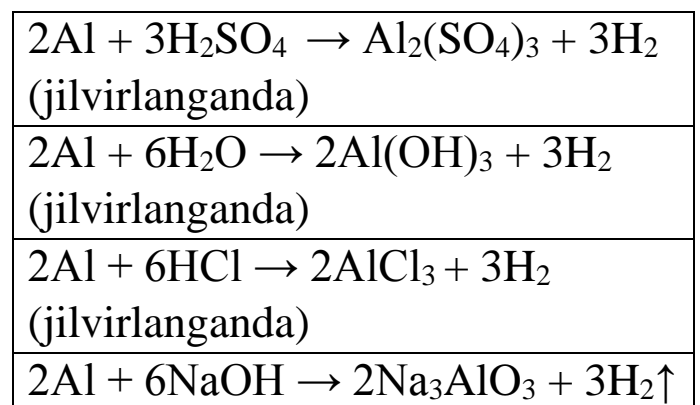 2Al + 3H₂SO₄ → Al₂(SO₄)₃ + 3H₂
(jilvirlanganda)
2Al + 6H₂O → 2Al(OH)₃ + 3H₂
(jilvirlanganda)
2Al + 6HCl → 2AlCl₃ + 3H₂
(jilvirlanganda)
2Al + 6NaOH → 2Na₃AlO₃ + 3H₂↑